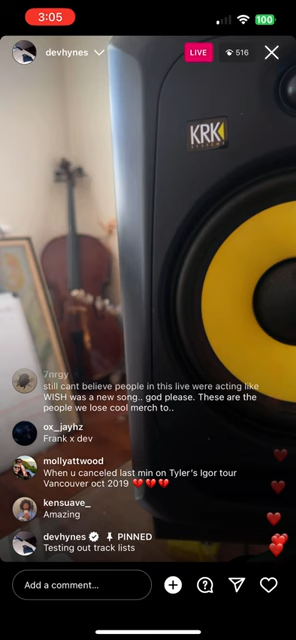 3:05
100
devhynes
LIVE
516
KRK
SYSTEMS
7nrgy
still cant believe people in this live were acting like
WISH was a new song.. god please. These are the
people we lose cool merch to..
ox_jayhz
Frank x dev
mollyattwood
When u canceled last min on Tyler's Igor tour
Vancouver oct 2019 💔💔💔
kensuave_
Amazing
devhynes PINNED
Testing out track lists
Add a comment...